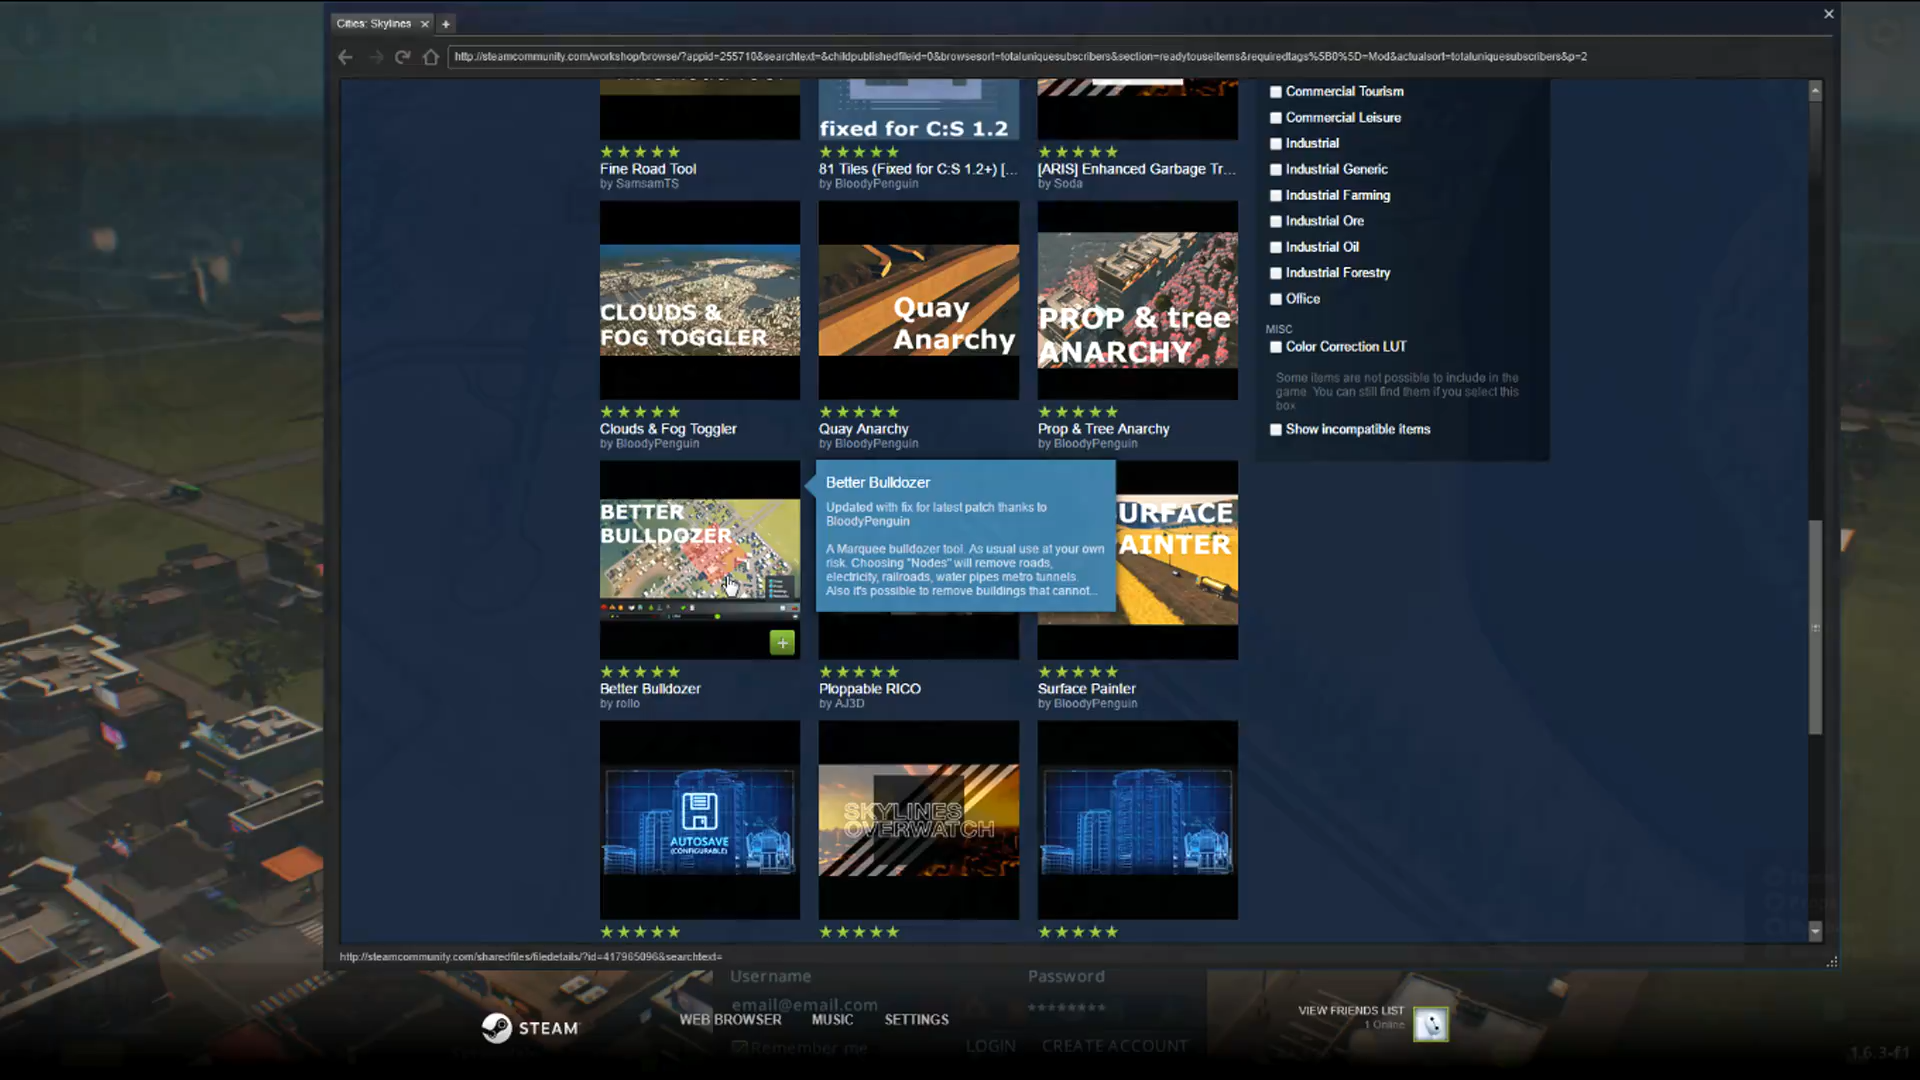 Cities: Skylines
http://steamcommunity.com/workshop/browse/?appid=255710&searchtext=&childpublishedfileid=0&browsesort=totaluniquesubscribers&section=readytouseitems&requiredtags%5B0%5D=Mod&actualsort=totaluniquesubscribers&p=2
fixed for C:S 1.2
Fine Road Tool
by SamsamTS
81 Tiles (Fixed for C:S 1.2+) [...
by BloodyPenguin
[ARIS] Enhanced Garbage Tr...
by Soda
CLOUDS &
FOG TOGGLER
Quay
Anarchy
PROP & tree
ANARCHY
Clouds & Fog Toggler
by BloodyPenguin
Quay Anarchy
by BloodyPenguin
Prop & Tree Anarchy
by BloodyPenguin
BETTER
BULLDOZER
Better Bulldozer
Updated with fix for latest patch thanks to
BloodyPenguin
A Marquee bulldozer tool. As usual use at your own
risk. Choosing "Nodes" will remove roads,
electricity, railroads, water pipes metro tunnels.
Also it's possible to remove buildings that cannot...
URFACE
AINTER
Better Bulldozer
by rollo
Ploppable RICO
by AJ3D
Surface Painter
by BloodyPenguin
AUTOSAVE
(CONFIGURABLE)
SKYLINES
OVERWATCH
Commercial Tourism
Commercial Leisure
Industrial
Industrial Generic
Industrial Farming
Industrial Ore
Industrial Oil
Industrial Forestry
Office
MISC
Color Correction LUT
Some items are not possible to include in the
game. You can still find them if you select this
box
Show incompatible items
http://steamcommunity.com/sharedfiles/filedetails/?id=417965096&searchtext=
Username
Password
email@email.com
********
STEAM
WEB BROWSER
MUSIC
SETTINGS
VIEW FRIENDS LIST
1 Online
Remember me
LOGIN
CREATE ACCOUNT
1.6.3-f1